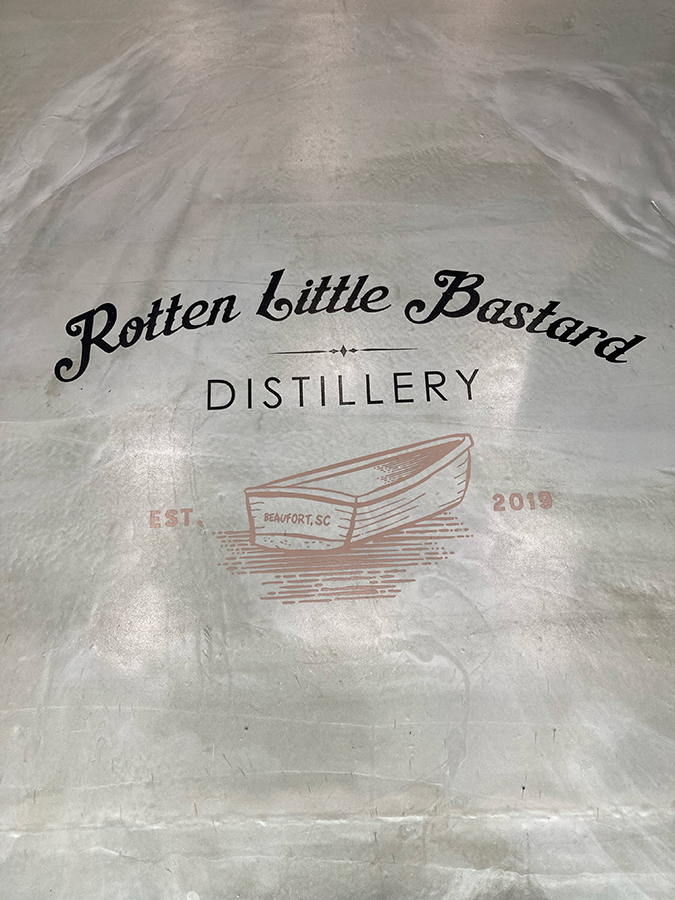 Rotten Little Bastard
DISTILLERY
EST. 2019
BEAUFORT, SC